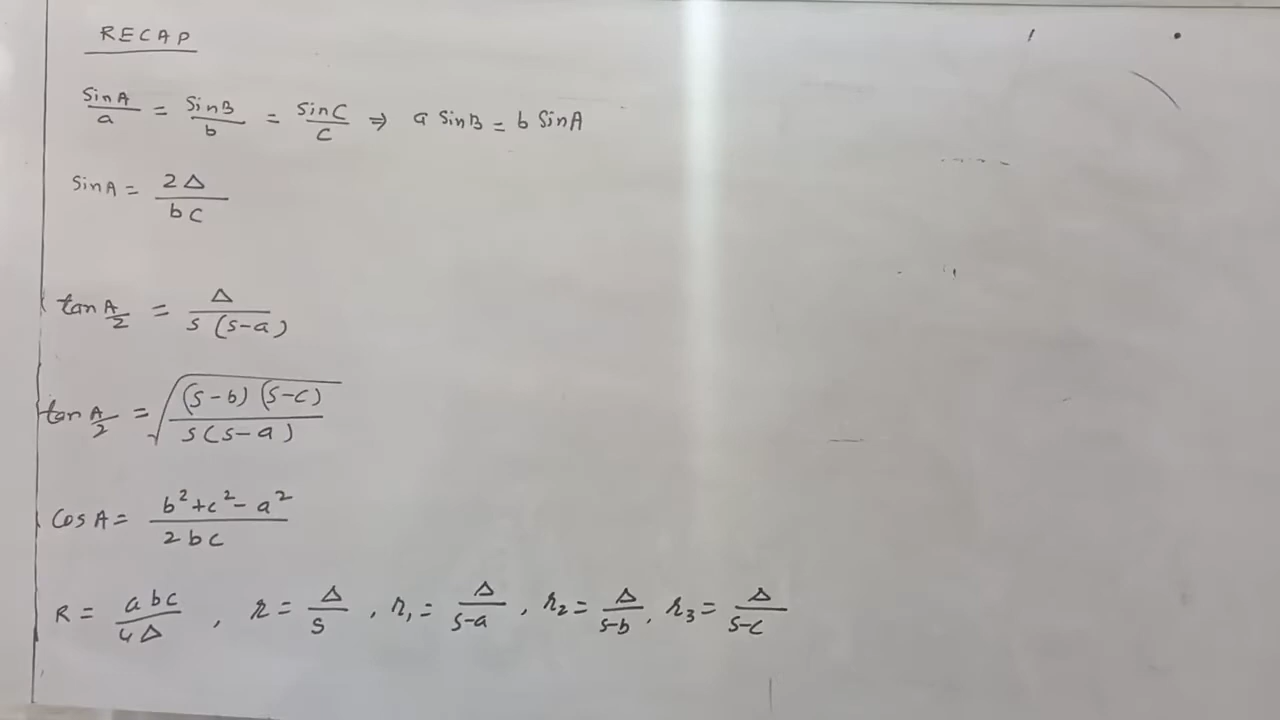 RECAP
SinA/a = SinB/b = SinC/c ⇒ a SinB = b SinA
SinA = 2Δ/bc
tan A/2 = Δ/s(s-a)
tan A/2 = √((s-b)(s-c)/s(s-a))
CosA = b²+c²-a²/2bc
R = abc/4Δ , r = Δ/s , r₁ = Δ/s-a , r₂ = Δ/s-b , r₃ = Δ/s-c